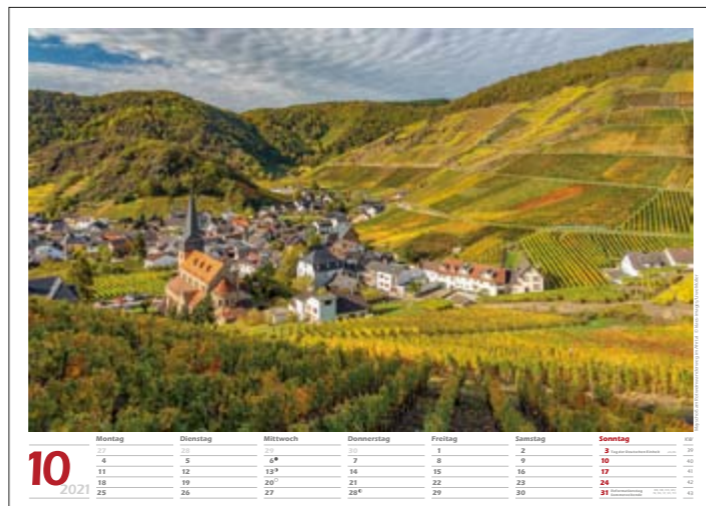 Montag Dienstag Mittwoch Donnerstag Freitag Samstag Sonntag KW
27 28 29 30 1 2 3 Tag der Deutschen Einheit 39
4 5 6 7 8 9 10 40
11 12 13 14 15 16 17 41
18 19 20 21 22 23 24 42
25 26 27 28 29 30 31 43
10
2021